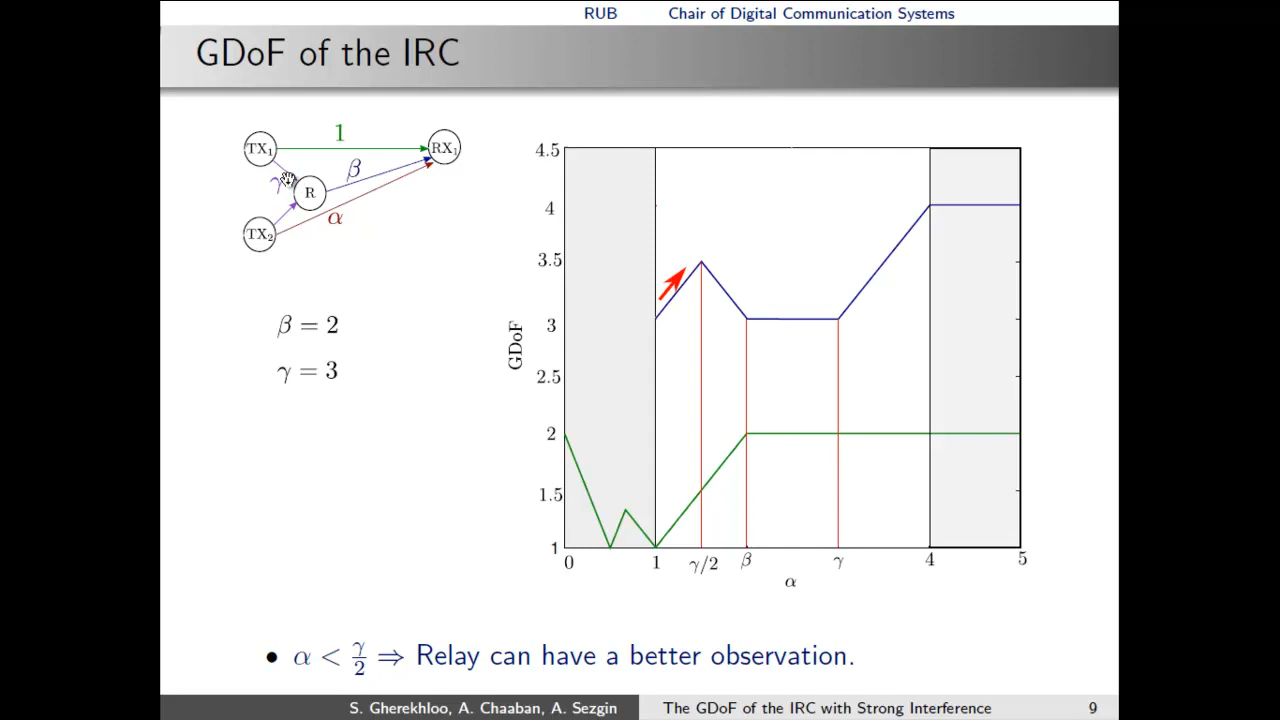 RUB Chair of Digital Communication Systems
GDoF of the IRC
TX1 1 RX1
γ β
R
TX2 α
β = 2
γ = 3
4.5
4
3.5
3
2.5
2
1.5
1
GDoF
0 1 γ/2 β γ 4 5
α
• α < γ/2 ⇒ Relay can have a better observation.
S. Gherekhloo, A. Chaaban, A. Sezgin The GDoF of the IRC with Strong Interference 9